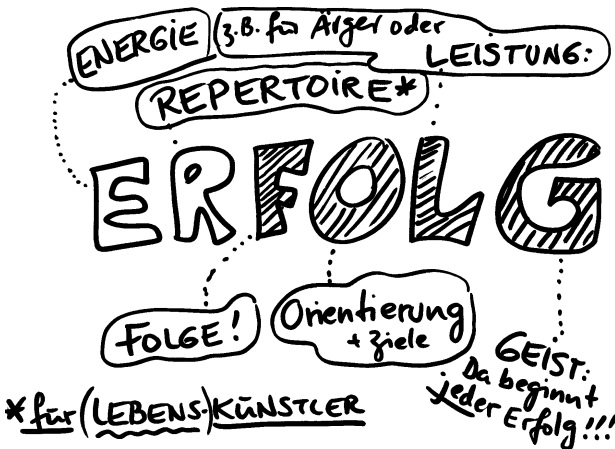 ENERGIE (z.B. für Ärger oder
LEISTUNG:
REPERTOIRE*
ERFOLG
FOLGE!
Orientierung
+ Ziele
GEIST:
Da beginnt
jeder Erfolg!!!
*für (LEBENS-)KÜNSTLER